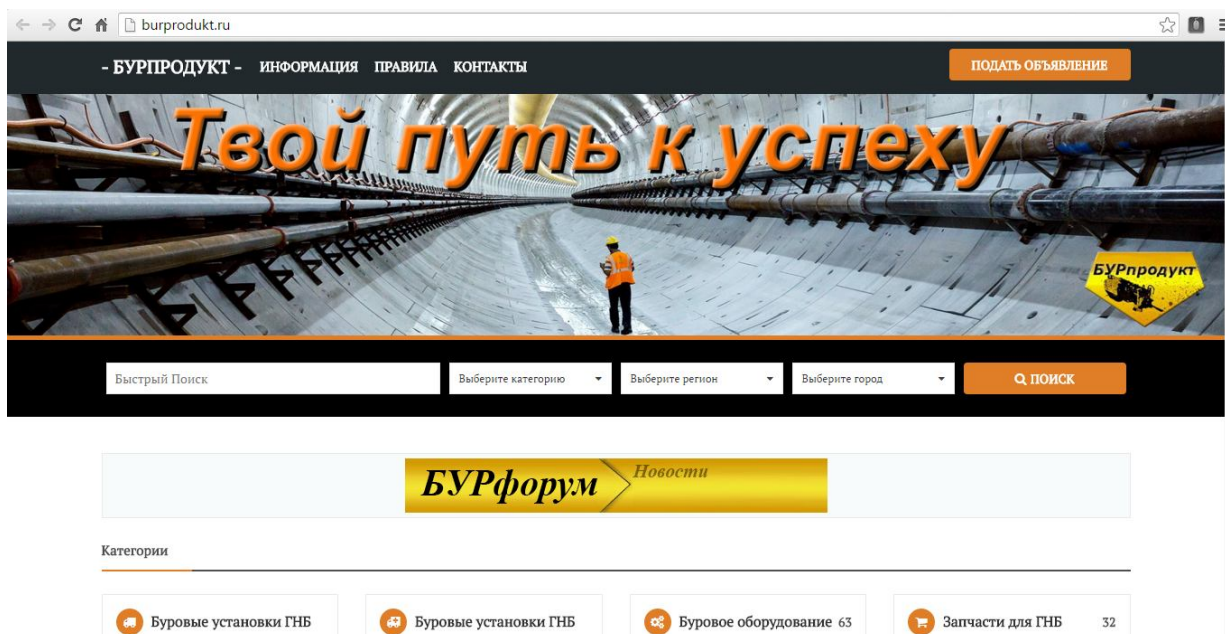 burprodukt.ru
- БУРПРОДУКТ - ИНФОРМАЦИЯ ПРАВИЛА КОНТАКТЫ ПОДАТЬ ОБЪЯВЛЕНИЕ
Твой путь к успеху
БУРпродукт
Быстрый Поиск Выберите категорию Выберите регион Выберите город ПОИСК
БУРфорум Новости
Категории
Буровые установки ГНБ Буровые установки ГНБ Буровое оборудование 63 Запчасти для ГНБ 32